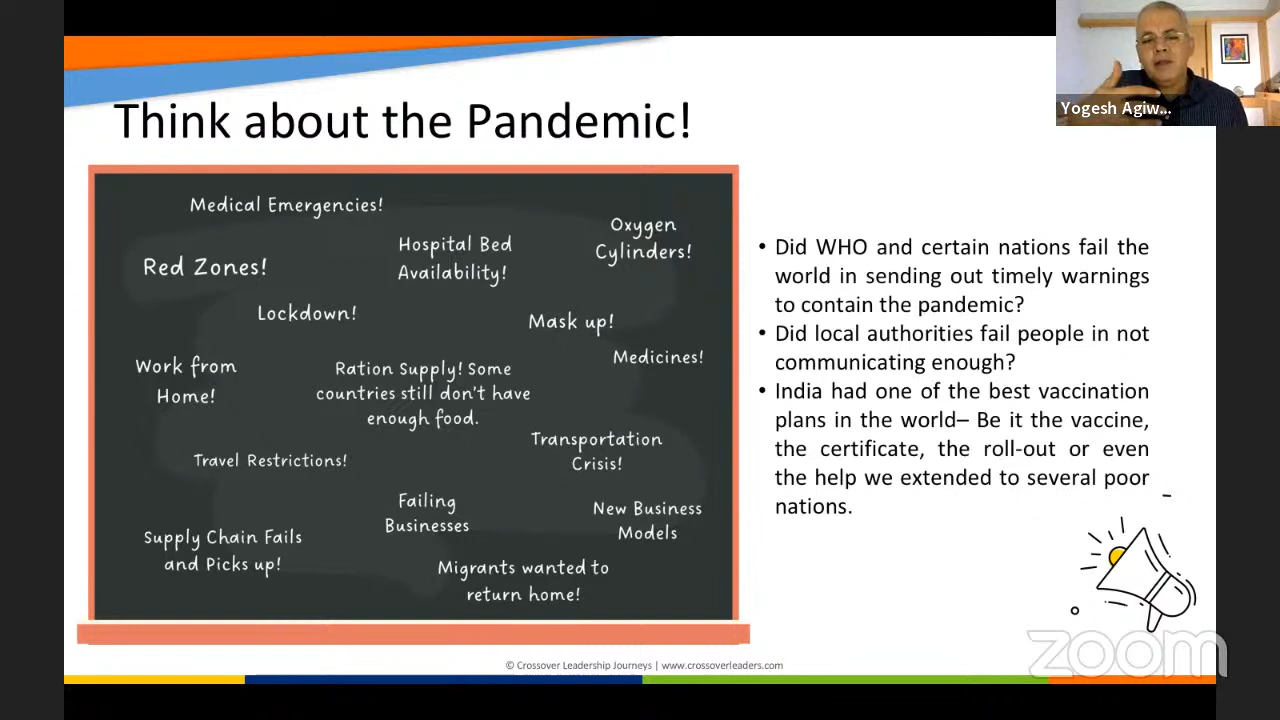 Yogesh Agiw...
Think about the Pandemic!
Medical Emergencies!
Oxygen
Cylinders!
Hospital Bed
Availability!
Red Zones!
Lockdown!
Mask up!
Medicines!
Work from
Home!
Ration Supply! Some
countries still don't have
enough food.
Transportation
Crisis!
Travel Restrictions!
Failing
Businesses
New Business
Models
Supply Chain Fails
and Picks up!
Migrants wanted to
return home!
• Did WHO and certain nations fail the
world in sending out timely warnings
to contain the pandemic?
• Did local authorities fail people in not
communicating enough?
• India had one of the best vaccination
plans in the world– Be it the vaccine,
the certificate, the roll-out or even
the help we extended to several poor
nations.
zoom
© Crossover Leadership Journeys | www.crossoverleaders.com